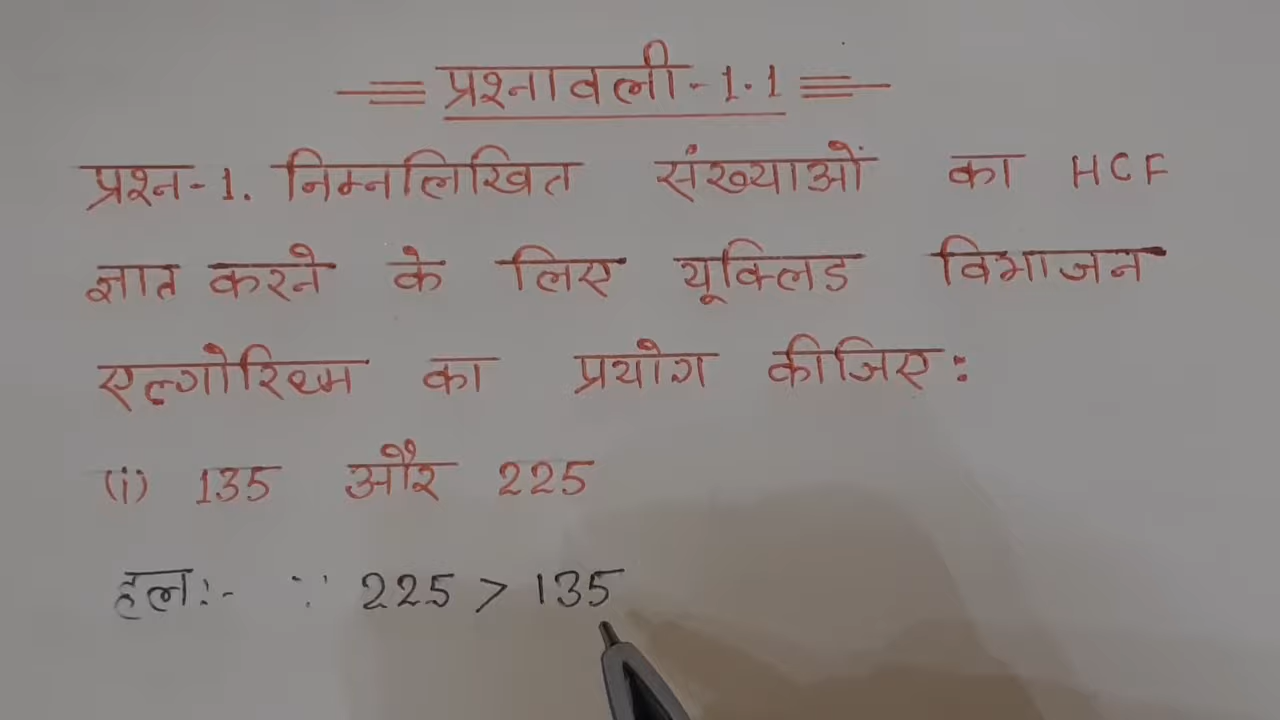 प्रश्नावली-1.1
प्रश्न-1. निम्नलिखित संख्याओं का HCF
ज्ञात करने के लिए यूक्लिड विभाजन
एल्गोरिथ्म का प्रयोग कीजिए:
(i) 135 और 225
हल:- ∵ 225 > 135